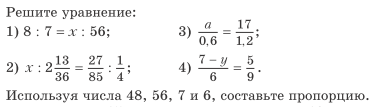 Решите уравнение:
1) 8 : 7 = x : 56; 3) a/0,6 = 17/1,2;
2) x : 2 13/36 = 27/85 : 1/4; 4) (7 − y)/6 = 5/9.
Используя числа 48, 56, 7 и 6, составьте пропорцию.